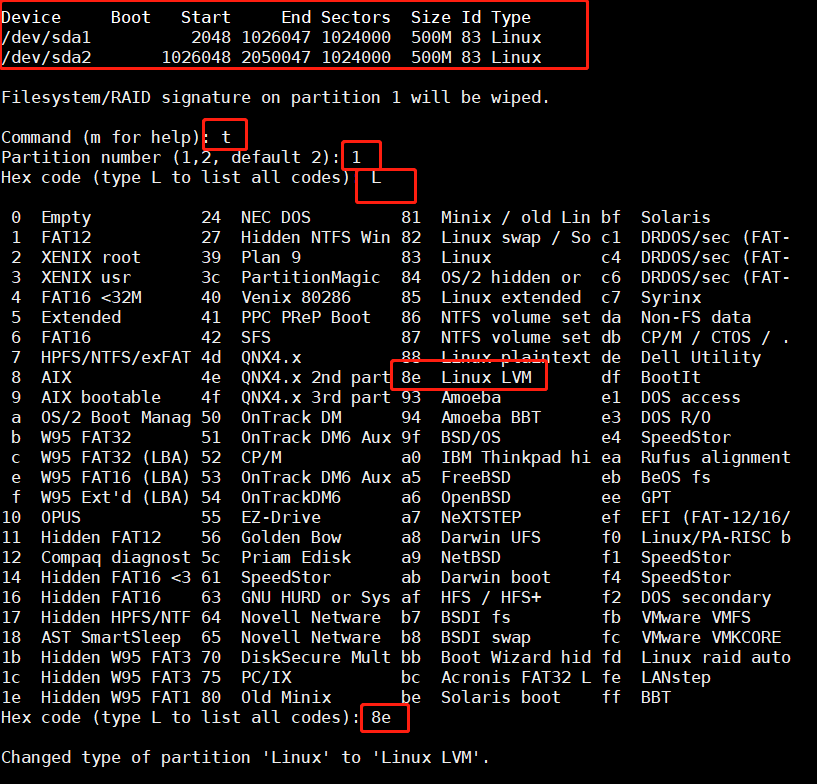 Device     Boot   Start     End Sectors  Size Id Type
/dev/sda1          2048 1026047 1024000  500M 83 Linux
/dev/sda2       1026048 2050047 1024000  500M 83 Linux
Filesystem/RAID signature on partition 1 will be wiped.
Command (m for help): t
Partition number (1,2, default 2): 1
Hex code (type L to list all codes) L
 0  Empty           24  NEC DOS         81  Minix / old Lin bf  Solaris
 1  FAT12           27  Hidden NTFS Win 82  Linux swap / So c1  DRDOS/sec (FAT-
 2  XENIX root      39  Plan 9          83  Linux           c4  DRDOS/sec (FAT-
 3  XENIX usr       3c  PartitionMagic  84  OS/2 hidden or  c6  DRDOS/sec (FAT-
 4  FAT16 <32M      40  Venix 80286     85  Linux extended  c7  Syrinx
 5  Extended        41  PPC PReP Boot   86  NTFS volume set da  Non-FS data
 6  FAT16           42  SFS             87  NTFS volume set db  CP/M / CTOS / .
 7  HPFS/NTFS/exFAT 4d  QNX4.x          88  Linux plaintext de  Dell Utility
 8  AIX             4e  QNX4.x 2nd part 8e  Linux LVM       df  BootIt
 9  AIX bootable    4f  QNX4.x 3rd part 93  Amoeba          e1  DOS access
 a  OS/2 Boot Manag 50  OnTrack DM      94  Amoeba BBT      e3  DOS R/O
 b  W95 FAT32       51  OnTrack DM6 Aux 9f  BSD/OS          e4  SpeedStor
 c  W95 FAT32 (LBA) 52  CP/M            a0  IBM Thinkpad hi ea  Rufus alignment
 e  W95 FAT16 (LBA) 53  OnTrack DM6 Aux a5  FreeBSD         eb  BeOS fs
 f  W95 Ext'd (LBA) 54  OnTrackDM6      a6  OpenBSD         ee  GPT
10  OPUS            55  EZ-Drive        a7  NeXTSTEP        ef  EFI (FAT-12/16/
11  Hidden FAT12    56  Golden Bow      a8  Darwin UFS      f0  Linux/PA-RISC b
12  Compaq diagnost 5c  Priam Edisk     a9  NetBSD          f1  SpeedStor
14  Hidden FAT16 <3 61  SpeedStor       ab  Darwin boot     f4  SpeedStor
16  Hidden FAT16    63  GNU HURD or Sys af  HFS / HFS+      f2  DOS secondary
17  Hidden HPFS/NTF 64  Novell Netware  b7  BSDI fs         fb  VMware VMFS
18  AST SmartSleep  65  Novell Netware  b8  BSDI swap       fc  VMware VMKCORE
1b  Hidden W95 FAT3 70  DiskSecure Mult bb  Boot Wizard hid fd  Linux raid auto
1c  Hidden W95 FAT3 75  PC/IX           bc  Acronis FAT32 L fe  LANstep
1e  Hidden W95 FAT1 80  Old Minix       be  Solaris boot    ff  BBT
Hex code (type L to list all codes): 8e
Changed type of partition 'Linux' to 'Linux LVM'.